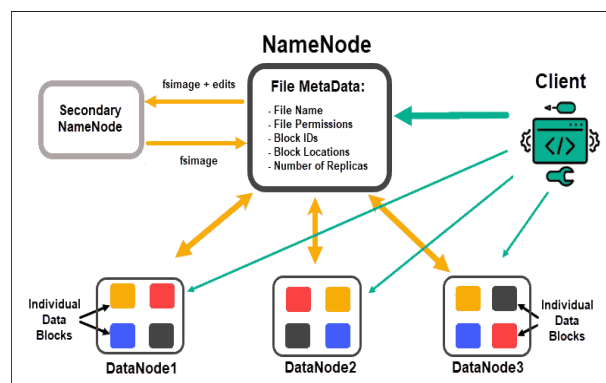 NameNode
Client
File MetaData:
- File Name
- File Permissions
- Block IDs
- Block Locations
- Number of Replicas
fsimage + edits
Secondary
NameNode
fsimage
</>
Individual
Data
Blocks
Individual
Data
Blocks
DataNode1
DataNode2
DataNode3